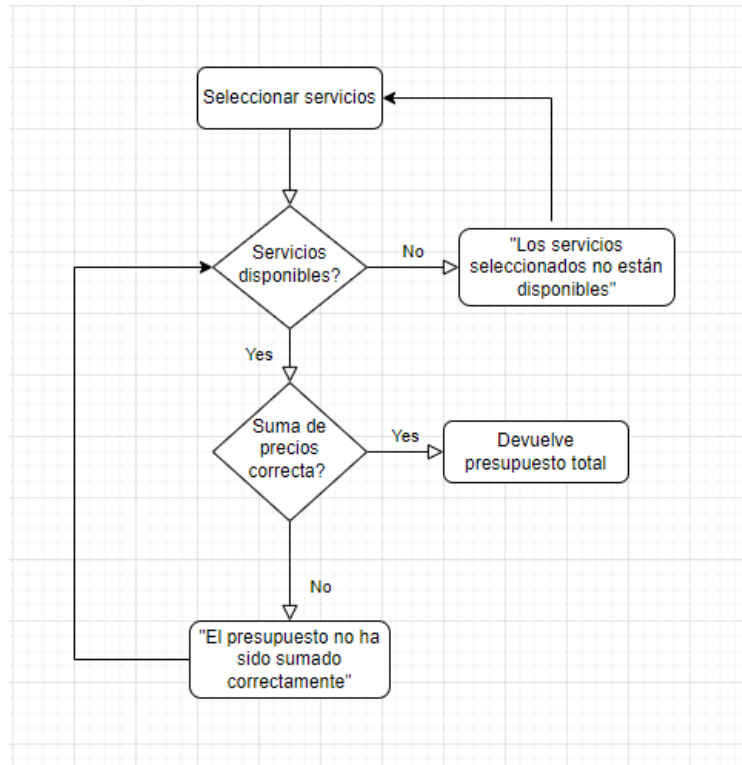 Seleccionar servicios
Servicios
disponibles?
No
"Los servicios
seleccionados no están
disponibles"
Yes
Suma de
precios
correcta?
Yes
Devuelve
presupuesto total
No
"El presupuesto no ha
sido sumado
correctamente"